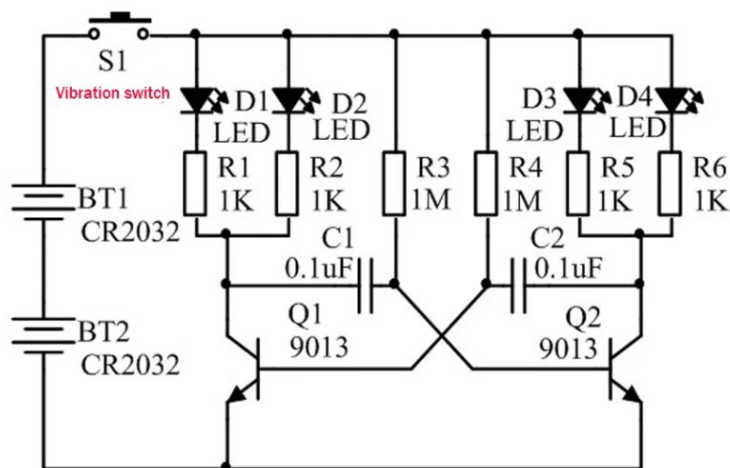 S1
Vibration switch
D1
LED
D2
LED
D3
LED
D4
LED
R1
1K
R2
1K
R3
1M
R4
1M
R5
1K
R6
1K
BT1
CR2032
C1
0.1uF
C2
0.1uF
Q1
9013
Q2
9013
BT2
CR2032